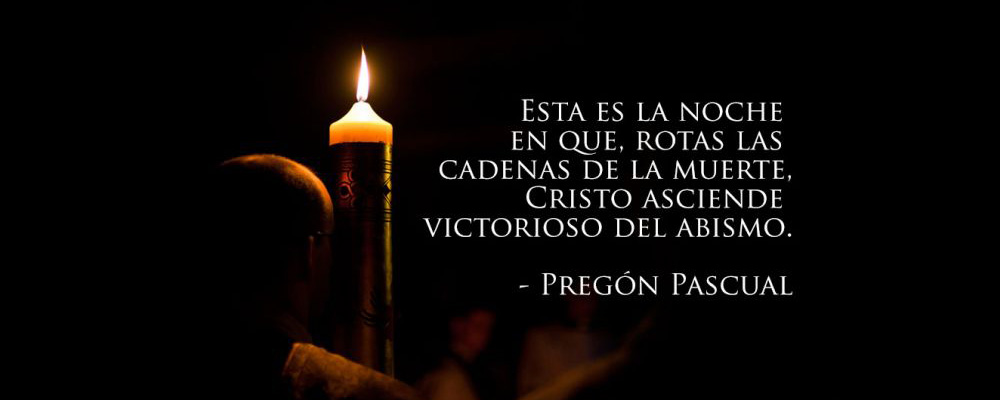 Esta es la noche
en que, rotas las
cadenas de la muerte,
Cristo asciende
victorioso del abismo.
- Pregón Pascual